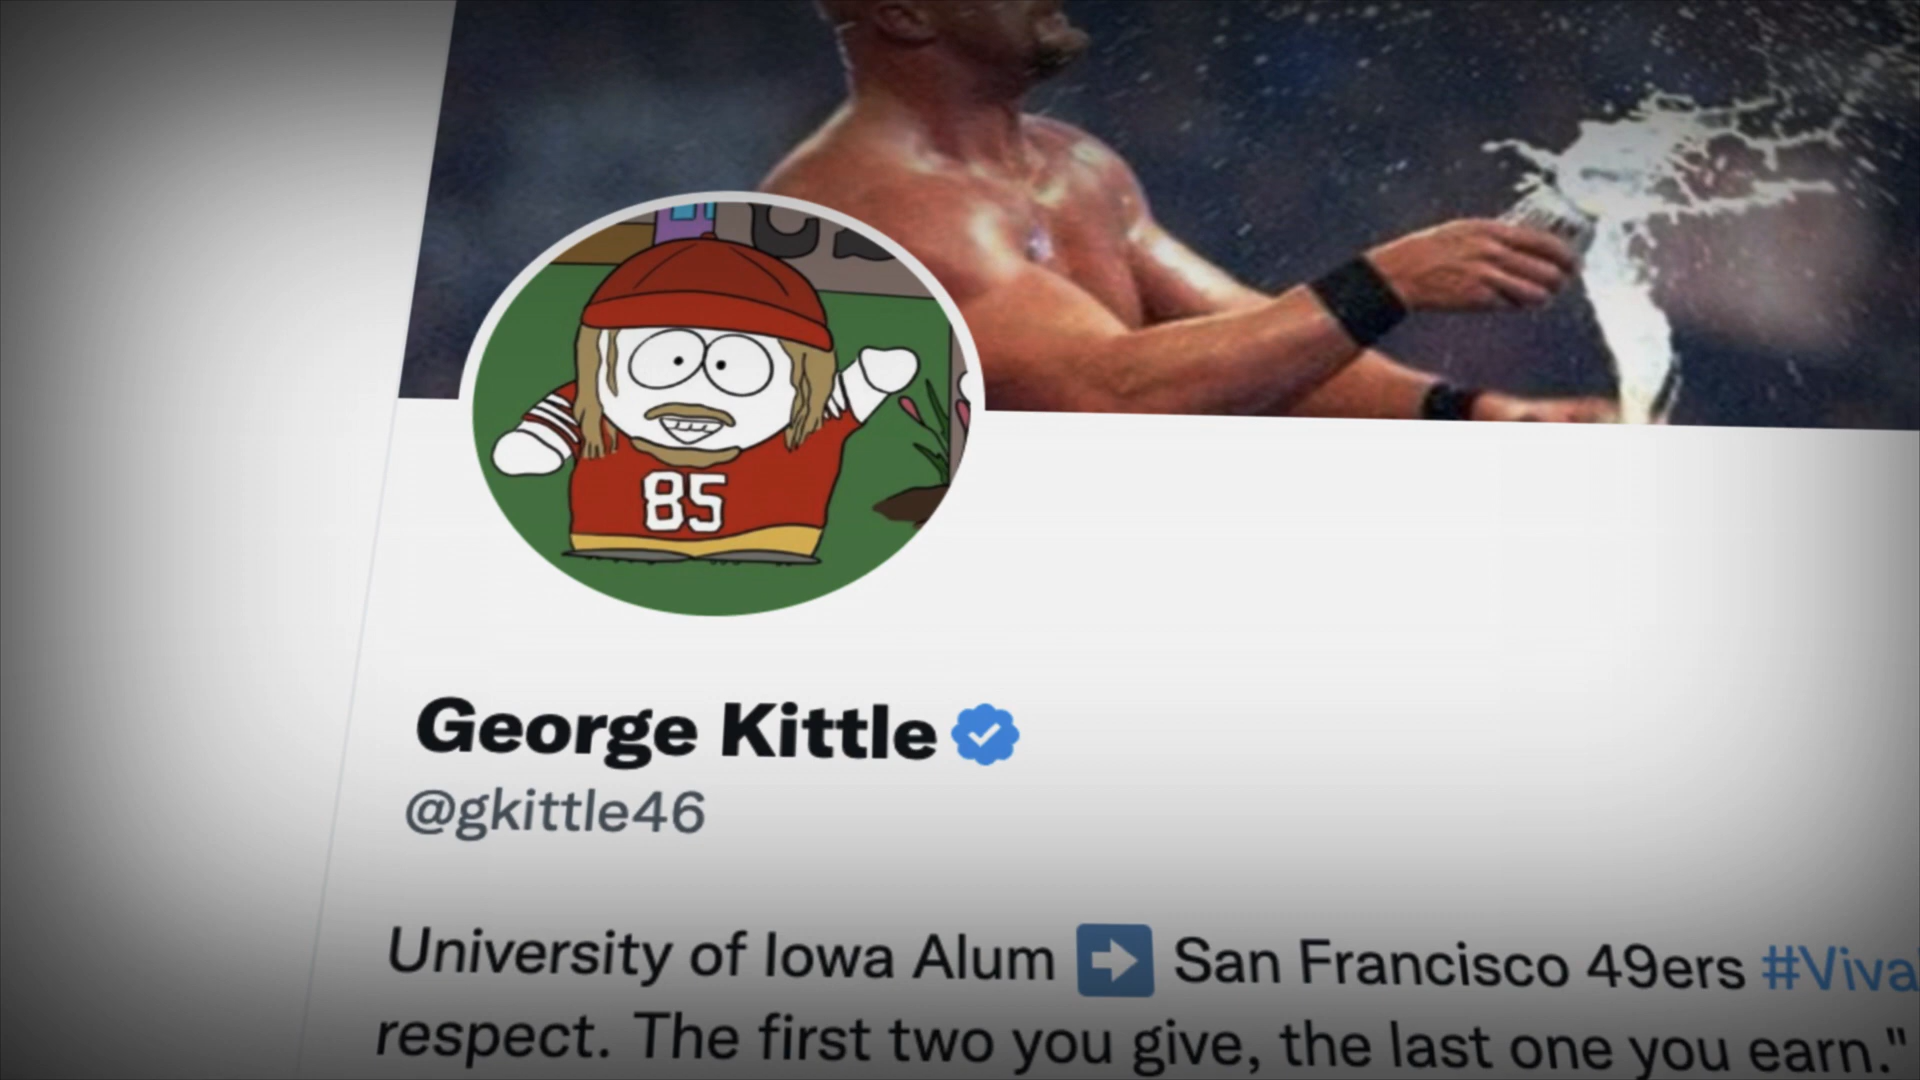 85
George Kittle
@gkittle46
University of Iowa Alum ➡ San Francisco 49ers #Viva
respect. The first two you give, the last one you earn."